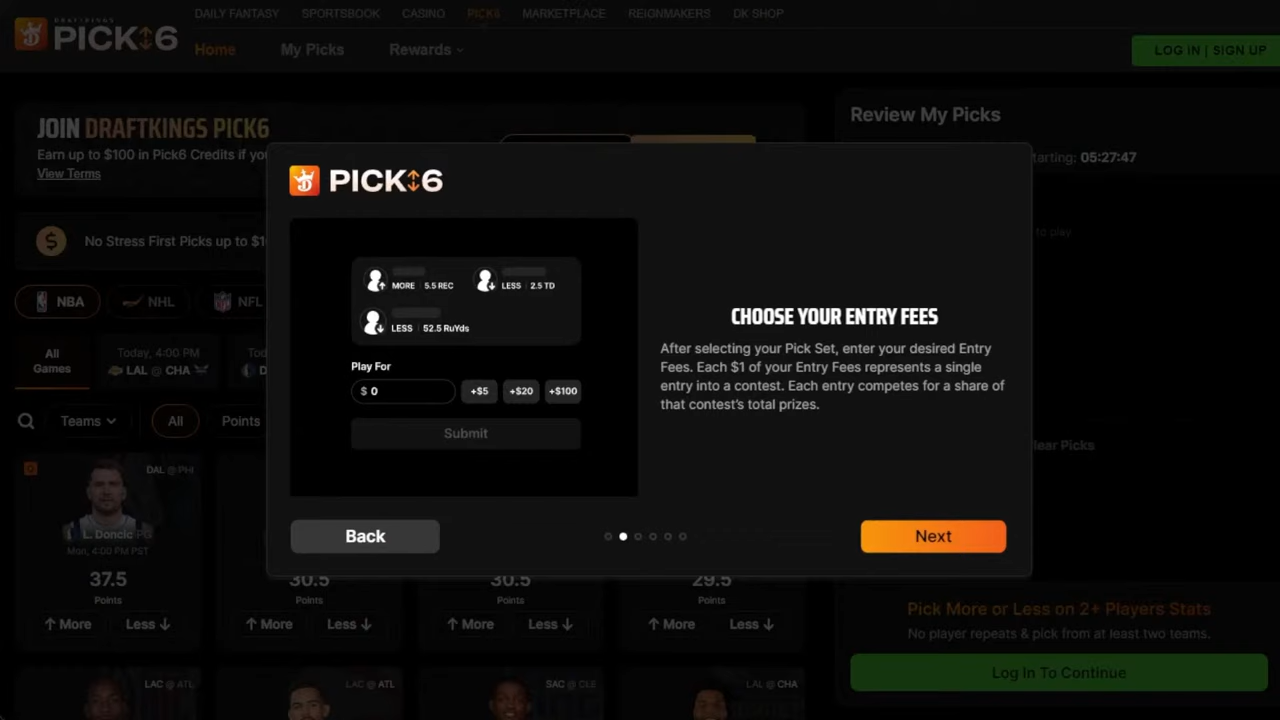 DAILY FANTASY SPORTSBOOK CASINO PICK6 MARKETPLACE REIGNMAKERS DK SHOP
DRAFTKINGS
PICK6
Home My Picks Rewards
LOG IN | SIGN UP
JOIN DRAFTKINGS PICK6
Earn up to $100 in Pick6 Credits if you
View Terms
Review My Picks
tarting: 05:27:47
to play
No Stress First Picks up to $1
NBA NHL NFL
All
Games
Today, 4:00 PM
LAL @ CHA
Tod
D
Teams All Points
PICK6
MORE 5.5 REC
LESS 2.5 TD
LESS 52.5 RuYds
Play For
$ 0 +$5 +$20 +$100
Submit
CHOOSE YOUR ENTRY FEES
After selecting your Pick Set, enter your desired Entry
Fees. Each $1 of your Entry Fees represents a single
entry into a contest. Each entry competes for a share of
that contest's total prizes.
Back
Next
lear Picks
DAL @ PHI
L. Doncic PG
Mon, 4:00 PM PST
37.5 30.5 30.5 29.5
Points Points Points Points
More Less More Less More Less More Less
Pick More or Less on 2+ Players Stats
No player repeats & pick from at least two teams.
Log In To Continue
LAC @ ATL LAC @ ATL SAC @ CLE LAL @ CHA